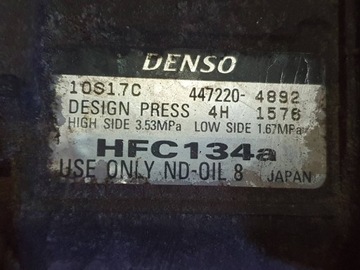 DENSO
10S17C 447220-4892
DESIGN PRESS 4H 1576
HIGH SIDE 3.53MPa LOW SIDE 1.67MPa
HFC134a
USE ONLY ND-OIL 8 JAPAN